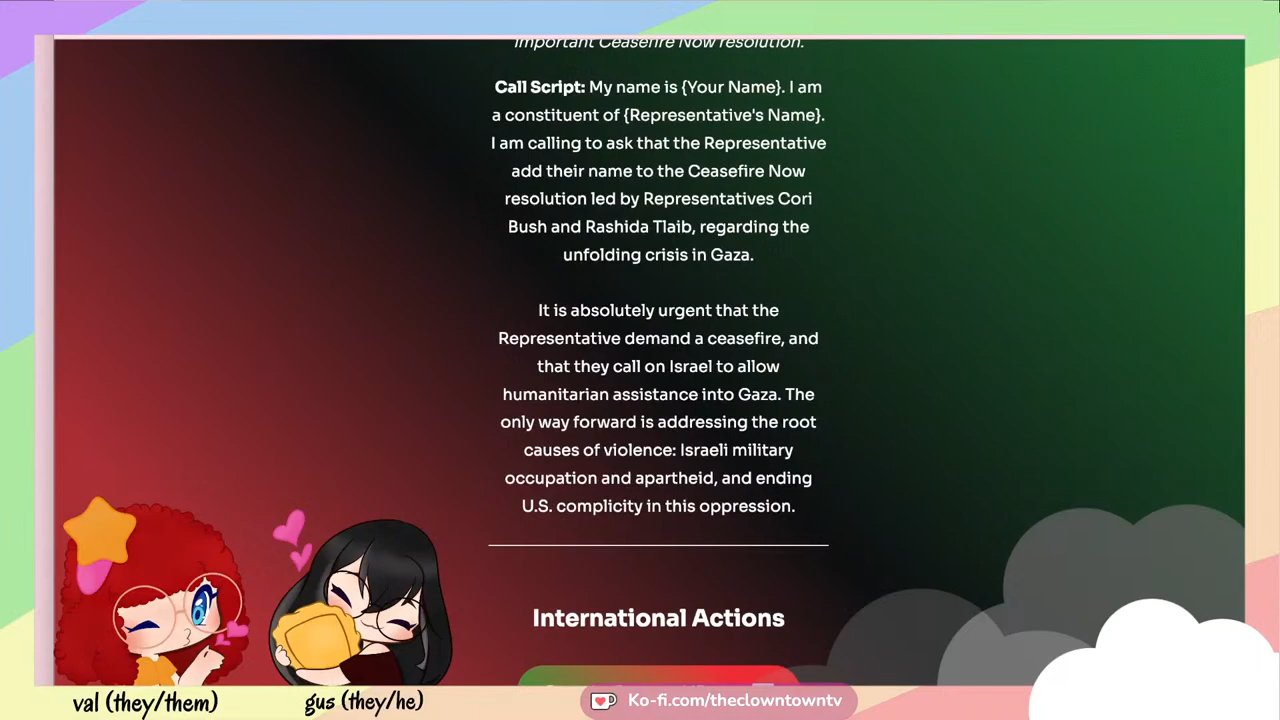 important Ceasefire Now resolution.
Call Script: My name is {Your Name}. I am
a constituent of {Representative's Name}.
I am calling to ask that the Representative
add their name to the Ceasefire Now
resolution led by Representatives Cori
Bush and Rashida Tlaib, regarding the
unfolding crisis in Gaza.
It is absolutely urgent that the
Representative demand a ceasefire, and
that they call on Israel to allow
humanitarian assistance into Gaza. The
only way forward is addressing the root
causes of violence: Israeli military
occupation and apartheid, and ending
U.S. complicity in this oppression.
International Actions
val (they/them)
gus (they/he)
Ko-fi.com/theclowntowntv